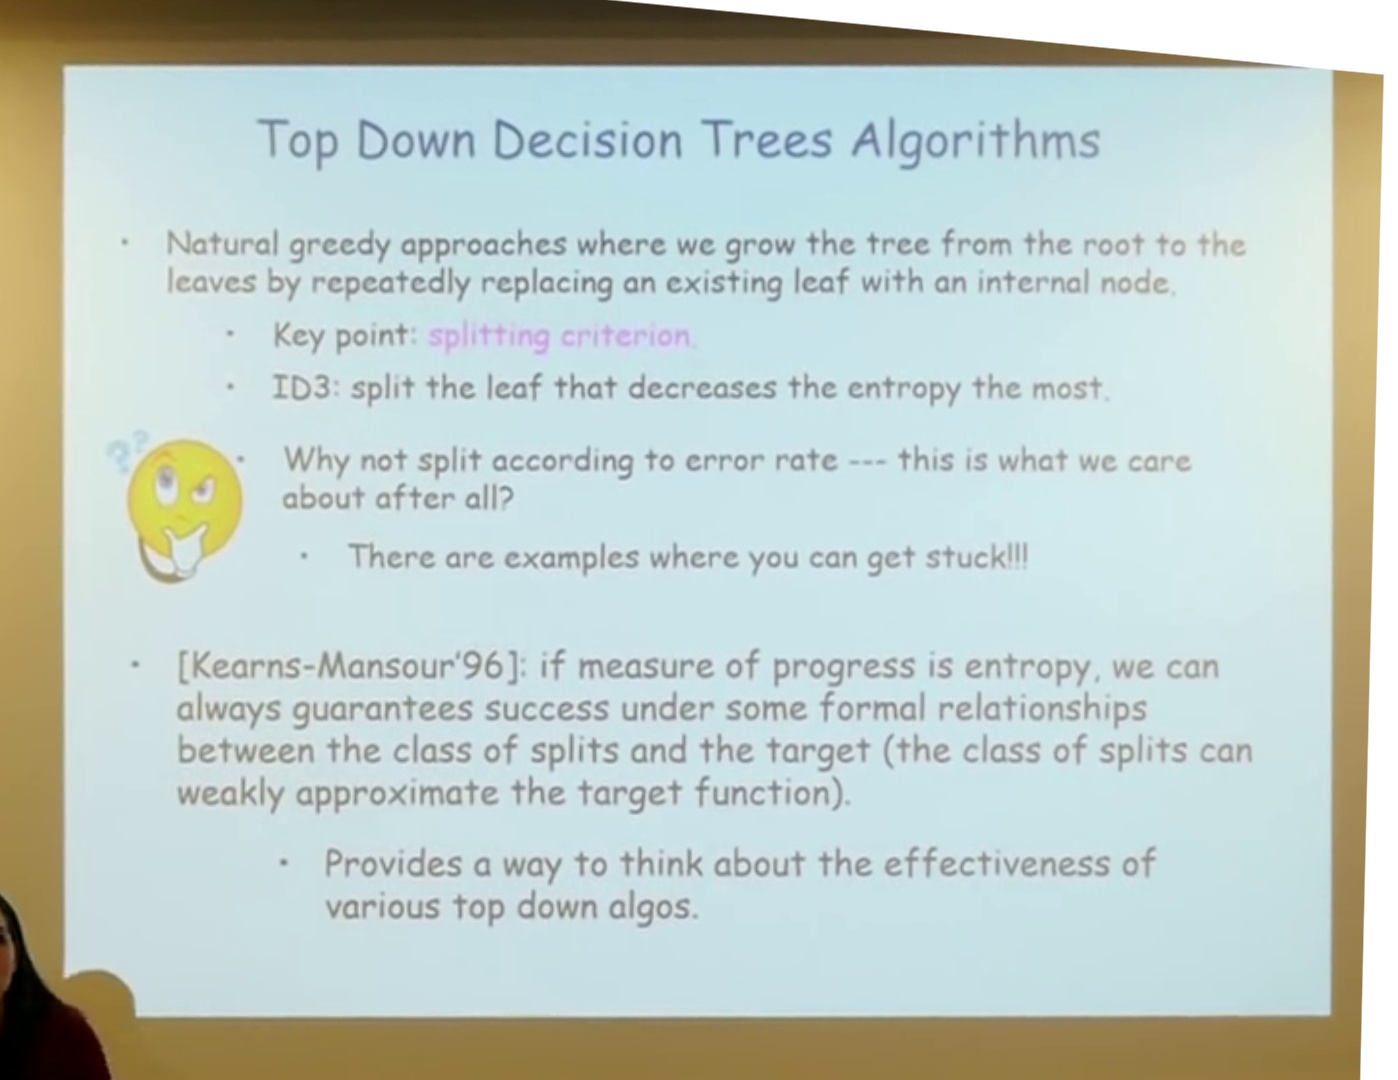 Top Down Decision Trees Algorithms
• Natural greedy approaches where we grow the tree from the root to the
leaves by repeatedly replacing an existing leaf with an internal node.
• Key point: splitting criterion.
• ID3: split the leaf that decreases the entropy the most.
??
• Why not split according to error rate --- this is what we care
about after all?
• There are examples where you can get stuck!!!
• [Kearns-Mansour'96]: if measure of progress is entropy, we can
always guarantees success under some formal relationships
between the class of splits and the target (the class of splits can
weakly approximate the target function).
• Provides a way to think about the effectiveness of
various top down algos.